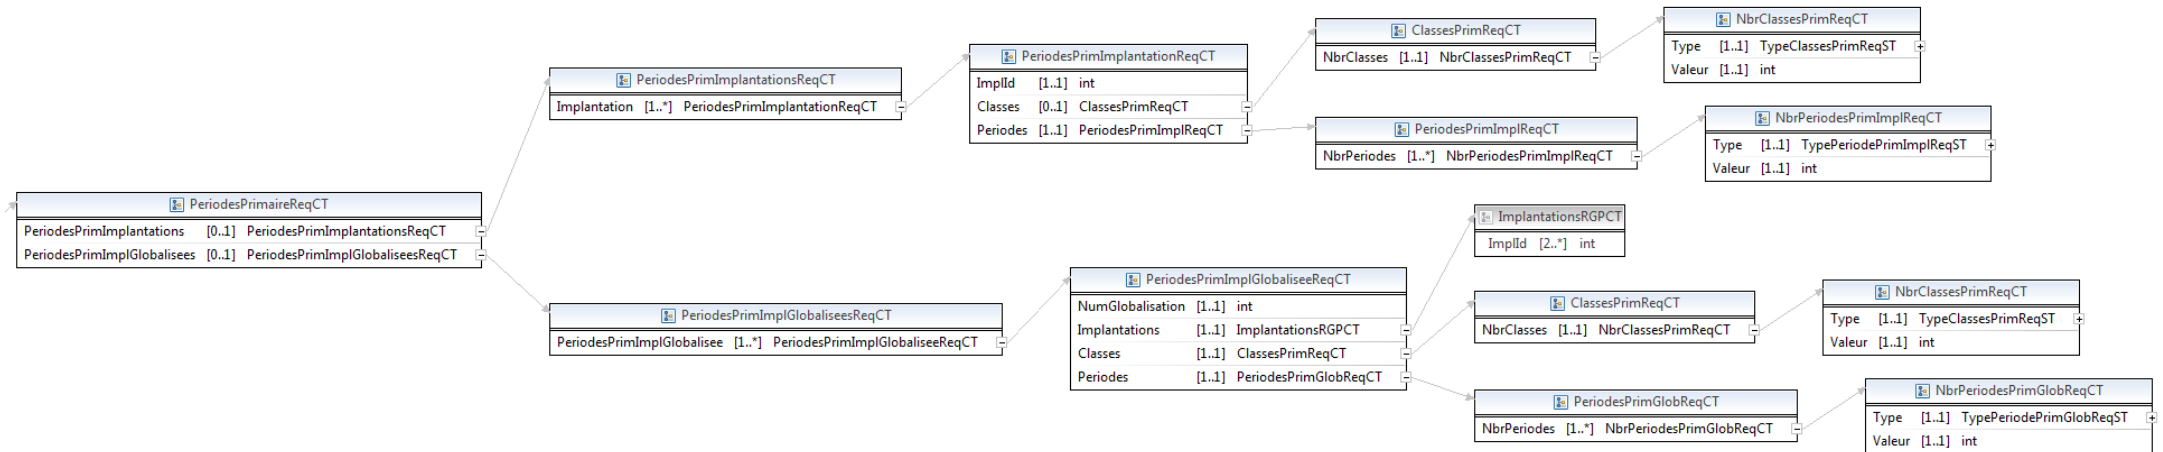 PeriodesPrimaireReqCT
PeriodesPrimImplantations [0..1] PeriodesPrimImplantationsReqCT
PeriodesPrimImplGlobalisees [0..1] PeriodesPrimImplGlobaliseesReqCT
PeriodesPrimImplantationsReqCT
Implantation [1..*] PeriodesPrimImplantationReqCT
PeriodesPrimImplantationReqCT
ImplId [1..1] int
Classes [0..1] ClassesPrimReqCT
Periodes [1..1] PeriodesPrimImplReqCT
ClassesPrimReqCT
NbrClasses [1..1] NbrClassesPrimReqCT
NbrClassesPrimReqCT
Type [1..1] TypeClassesPrimReqST
Valeur [1..1] int
PeriodesPrimImplReqCT
NbrPeriodes [1..*] NbrPeriodesPrimImplReqCT
NbrPeriodesPrimImplReqCT
Type [1..1] TypePeriodePrimImplReqST
Valeur [1..1] int
PeriodesPrimImplGlobaliseesReqCT
PeriodesPrimImplGlobalisee [1..*] PeriodesPrimImplGlobaliseeReqCT
PeriodesPrimImplGlobaliseeReqCT
NumGlobalisation [1..1] int
Implantations [1..1] ImplantationsRGPCT
Classes [1..1] ClassesPrimReqCT
Periodes [1..1] PeriodesPrimGlobReqCT
ImplantationsRGPCT
ImplId [2..*] int
ClassesPrimReqCT
NbrClasses [1..1] NbrClassesPrimReqCT
NbrClassesPrimReqCT
Type [1..1] TypeClassesPrimReqST
Valeur [1..1] int
PeriodesPrimGlobReqCT
NbrPeriodes [1..*] NbrPeriodesPrimGlobReqCT
NbrPeriodesPrimGlobReqCT
Type [1..1] TypePeriodePrimGlobReqST
Valeur [1..1] int